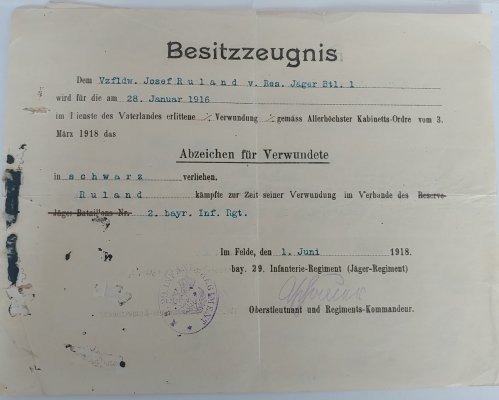 Besitzzeugnis
Dem Vzfldw. Josef Ruland v. Res. Jäger Btl. 1
wird für die am 28. Januar 1916
im Dienste des Vaterlandes erlittene Verwundung gemäss Allerhöchster Kabinetts-Ordre vom 3.
März 1918 das
Abzeichen für Verwundete
in schwarz verliehen.
Ruland kämpfte zur Zeit seiner Verwundung im Verbande des Reserve-
Jäger-Bataillons Nr. 2. bayr. Inf. Rgt.
Im Felde, den 1. Juni 1918.
bay. 29. Infanterie-Regiment (Jäger-Regiment)
Oberstleutnant und Regiments-Kommandeur.